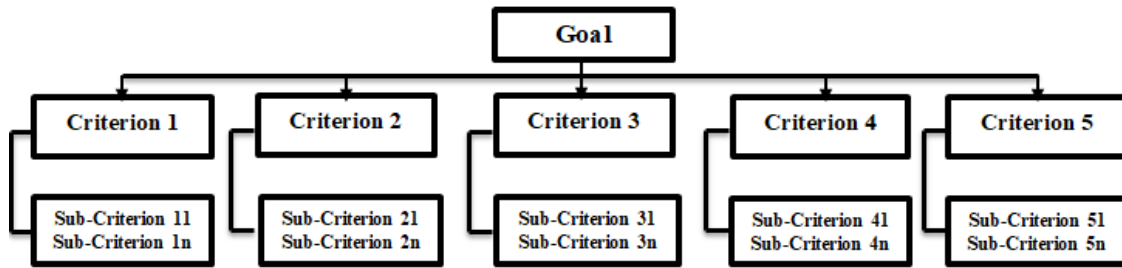 Goal
Criterion 1
Criterion 2
Criterion 3
Criterion 4
Criterion 5
Sub-Criterion 11
Sub-Criterion 1n
Sub-Criterion 21
Sub-Criterion 2n
Sub-Criterion 31
Sub-Criterion 3n
Sub-Criterion 41
Sub-Criterion 4n
Sub-Criterion 51
Sub-Criterion 5n